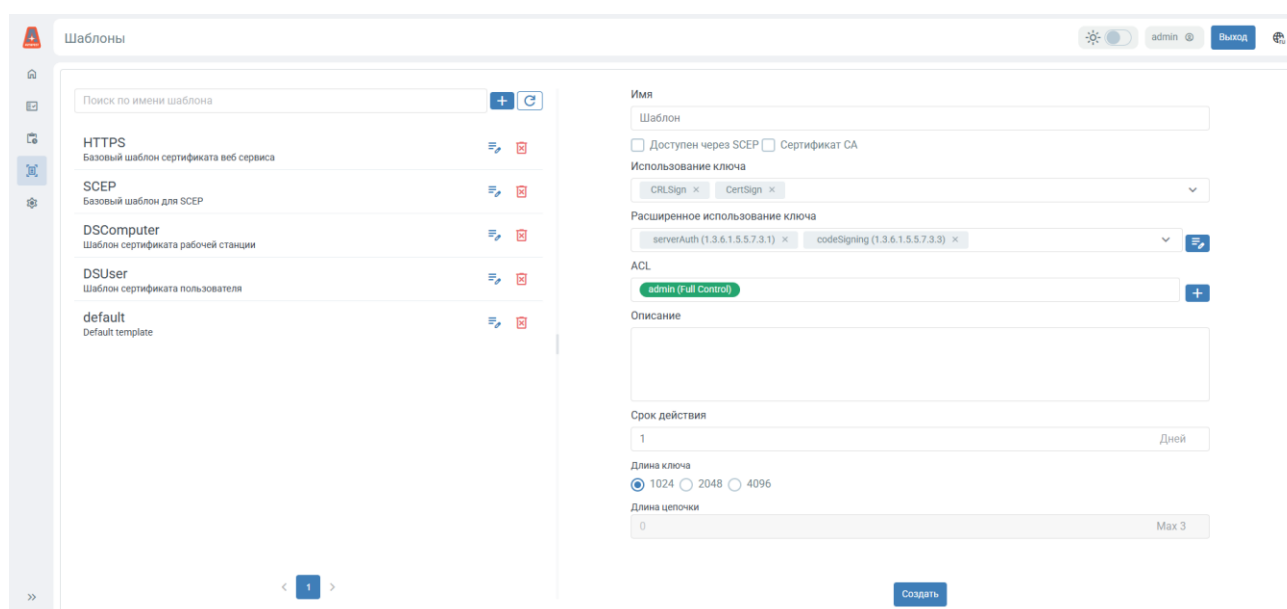 Шаблоны
admin
Выход
Поиск по имени шаблона
HTTPS
Базовый шаблон сертификата веб сервиса
SCEP
Базовый шаблон для SCEP
DSComputer
Шаблон сертификата рабочей станции
DSUser
Шаблон сертификата пользователя
default
Default template
1
Имя
Шаблон
Доступен через SCEP Сертификат CA
Использование ключа
CRLSign × CertSign ×
Расширенное использование ключа
serverAuth (1.3.6.1.5.5.7.3.1) × codeSigning (1.3.6.1.5.5.7.3.3) ×
ACL
admin (Full Control)
Описание
Срок действия
1 Дней
Длина ключа
1024 2048 4096
Длина цепочки
0 Max 3
Создать